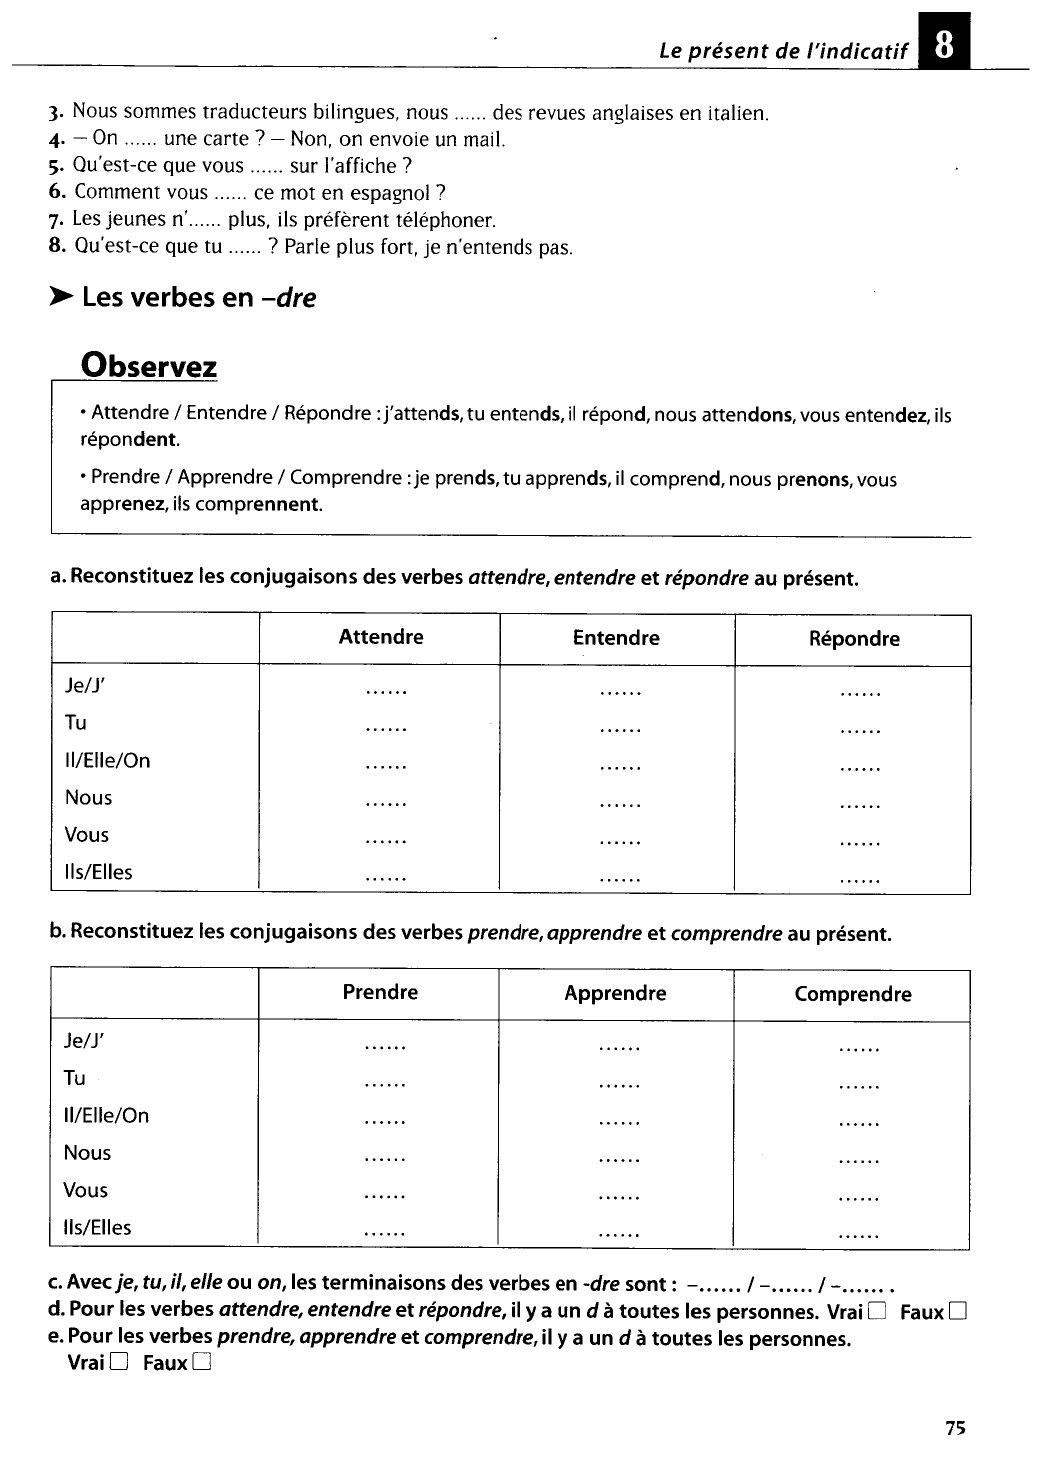 Le présent de l'indicatif 8
3. Nous sommes traducteurs bilingues, nous ...... des revues anglaises en italien.
4. – On ...... une carte ? – Non, on envoie un mail.
5. Qu'est-ce que vous ...... sur l'affiche ?
6. Comment vous ...... ce mot en espagnol ?
7. Les jeunes n'...... plus, ils préfèrent téléphoner.
8. Qu'est-ce que tu ...... ? Parle plus fort, je n'entends pas.
➤ Les verbes en –dre
Observez
• Attendre / Entendre / Répondre : j'attends, tu entends, il répond, nous attendons, vous entendez, ils
répondent.
• Prendre / Apprendre / Comprendre : je prends, tu apprends, il comprend, nous prenons, vous
apprenez, ils comprennent.
a. Reconstituez les conjugaisons des verbes attendre, entendre et répondre au présent.
Attendre Entendre Répondre
Je/J' ...... ...... ......
Tu ...... ...... ......
Il/Elle/On ...... ...... ......
Nous ...... ...... ......
Vous ...... ...... ......
Ils/Elles ...... ...... ......
b. Reconstituez les conjugaisons des verbes prendre, apprendre et comprendre au présent.
Prendre Apprendre Comprendre
Je/J' ...... ...... ......
Tu ...... ...... ......
Il/Elle/On ...... ...... ......
Nous ...... ...... ......
Vous ...... ...... ......
Ils/Elles ...... ...... ......
c. Avec je, tu, il, elle ou on, les terminaisons des verbes en -dre sont : –...... / –...... / –...... .
d. Pour les verbes attendre, entendre et répondre, il y a un d à toutes les personnes. Vrai □ Faux □
e. Pour les verbes prendre, apprendre et comprendre, il y a un d à toutes les personnes.
Vrai □ Faux □
75